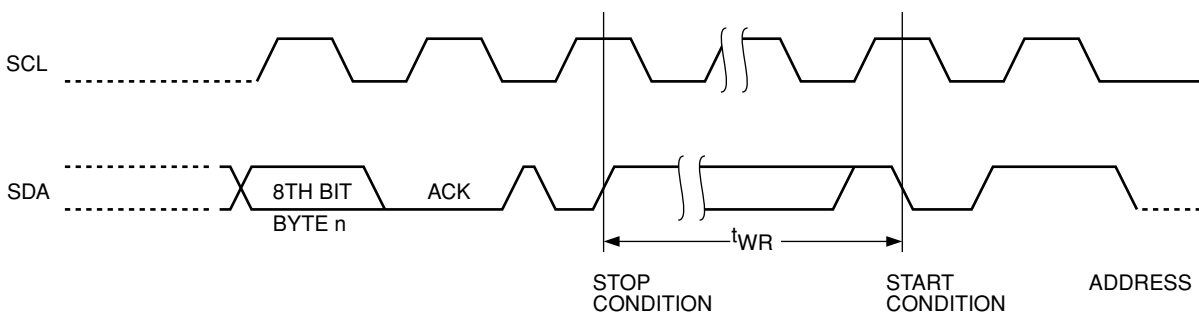 SCL
SDA
8TH BIT
ACK
BYTE n
tWR
STOP
CONDITION
START
CONDITION
ADDRESS